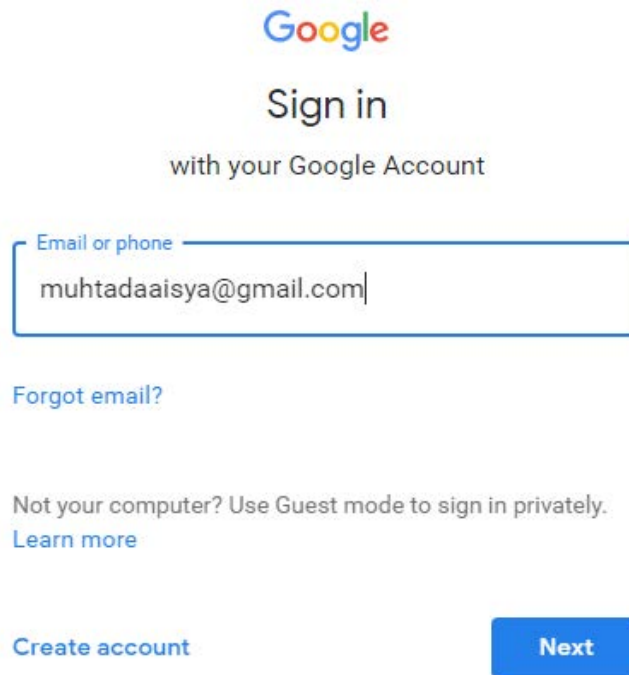 Google
Sign in
with your Google Account
Email or phone
muhtadaaisya@gmail.com
Forgot email?
Not your computer? Use Guest mode to sign in privately.
Learn more
Create account
Next